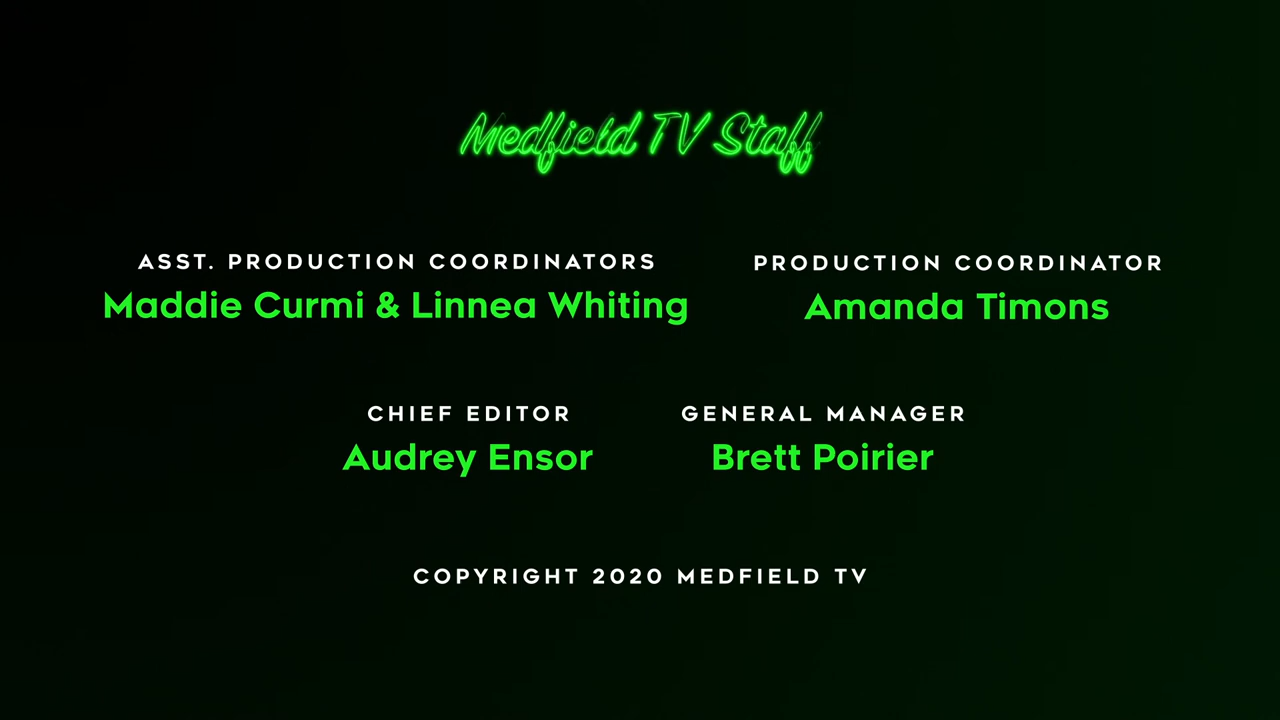 Medfield TV Staff
ASST. PRODUCTION COORDINATORS
Maddie Curmi & Linnea Whiting
PRODUCTION COORDINATOR
Amanda Timons
CHIEF EDITOR
Audrey Ensor
GENERAL MANAGER
Brett Poirier
COPYRIGHT 2020 MEDFIELD TV